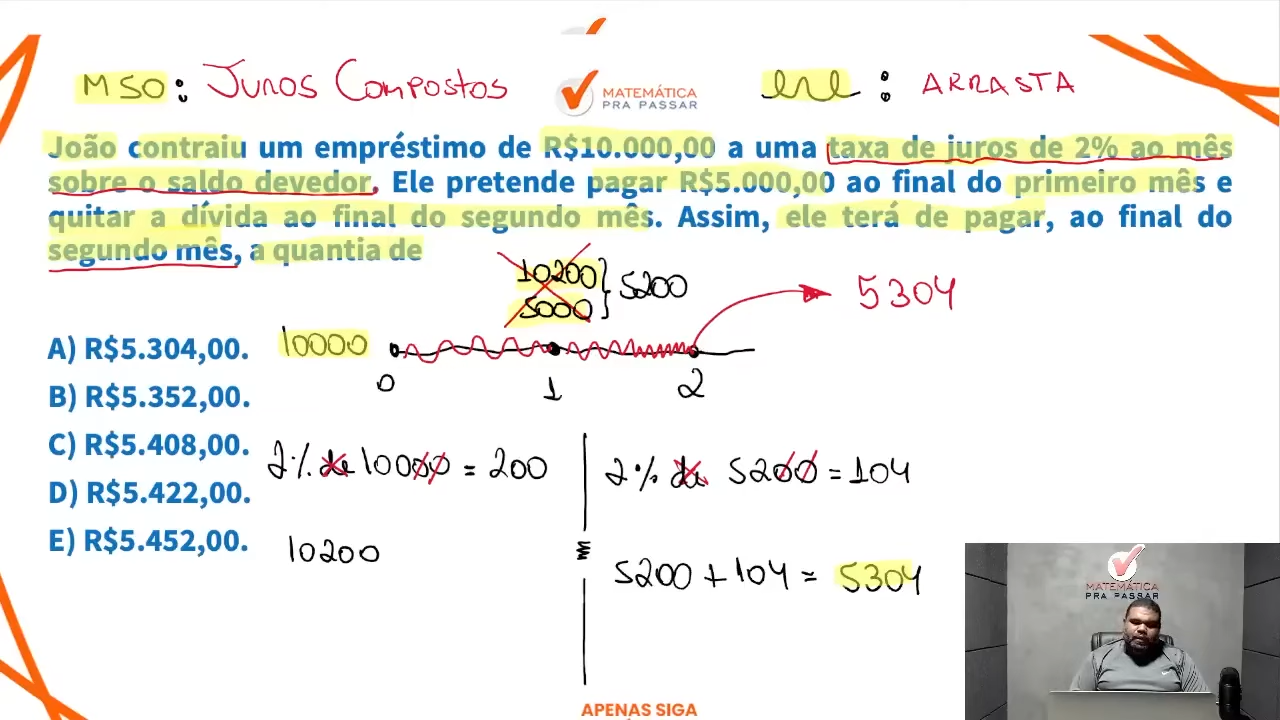 MSO: JUROS COMPOSTOS
MATEMÁTICA
PRA PASSAR
: ARRASTA
João contraiu um empréstimo de R$10.000,00 a uma taxa de juros de 2% ao mês
sobre o saldo devedor. Ele pretende pagar R$5.000,00 ao final do primeiro mês e
quitar a dívida ao final do segundo mês. Assim, ele terá de pagar, ao final do
segundo mês, a quantia de
10200
5000
5200
5304
A) R$5.304,00.
10000
0
1
2
B) R$5.352,00.
C) R$5.408,00.
2% de 10000 = 200
2% de 5200 = 104
D) R$5.422,00.
E) R$5.452,00.
10200
5200 + 104 = 5304
MATEMÁTICA
PRA PASSAR
APENAS SIGA